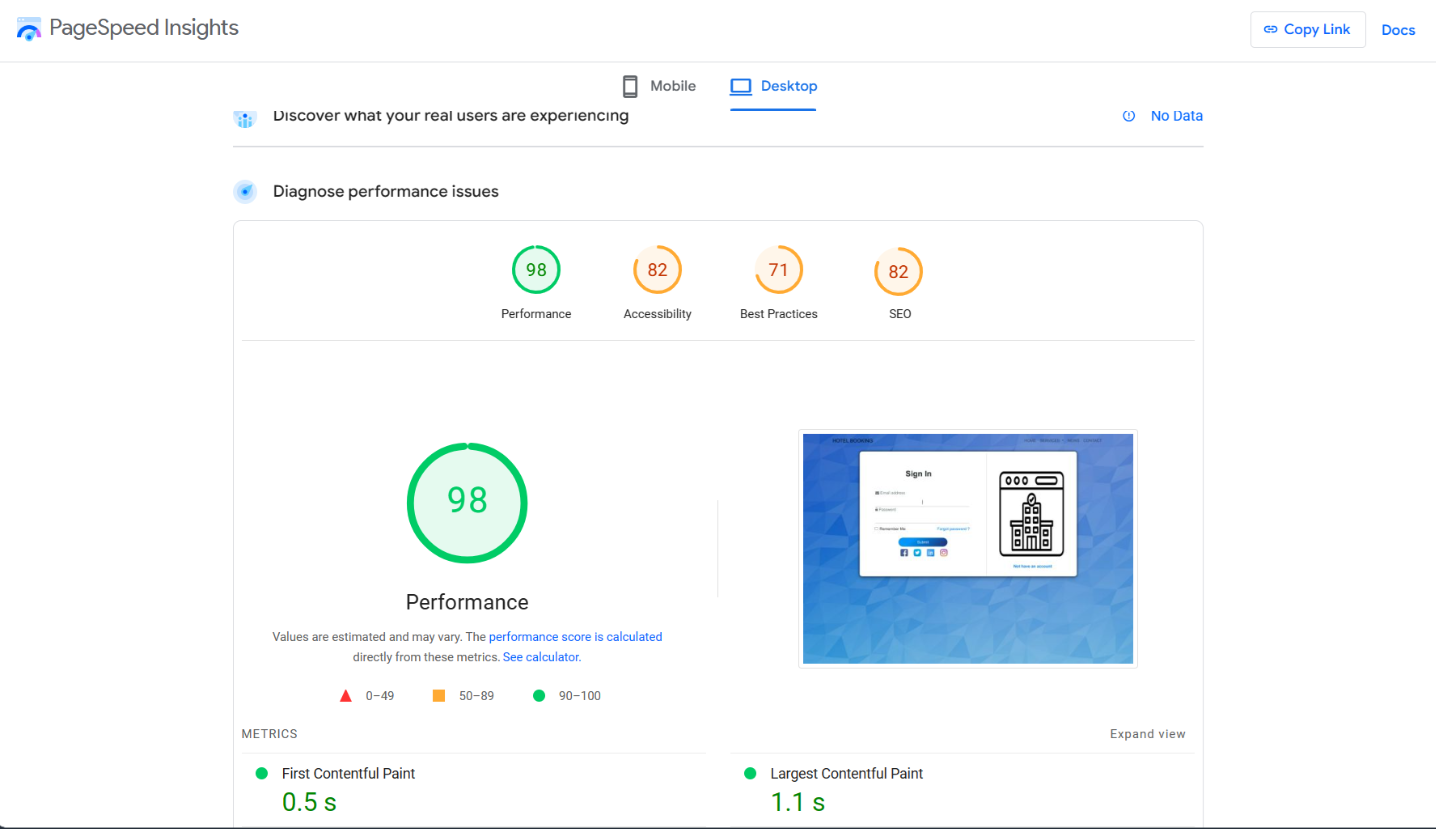 PageSpeed Insights
Copy Link
Docs
Mobile
Desktop
Discover what your real users are experiencing
No Data
Diagnose performance issues
98
82
71
82
Performance
Accessibility
Best Practices
SEO
98
Performance
Values are estimated and may vary. The performance score is calculated
directly from these metrics. See calculator.
0–49
50–89
90–100
HOTEL BOOKING
Sign In
Email address
Password
Remember Me
Forgot password ?
Submit
Not have an account
METRICS
Expand view
First Contentful Paint
0.5 s
Largest Contentful Paint
1.1 s